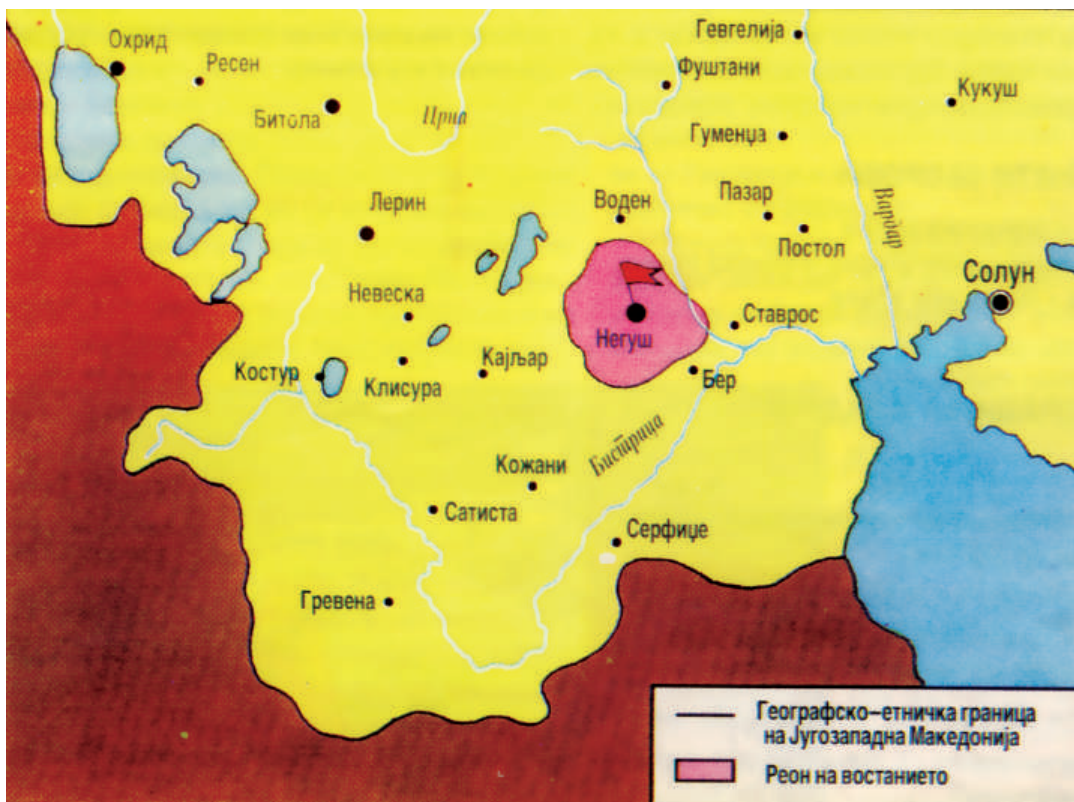 Гевгелија
Охрид
Ресен
Фуштани
Кукуш
Битола
Црна
Гуменџа
Воден
Пазар
Вардар
Лерин
Постол
Солун
Невеска
Негуш
Ставрос
Костур
Клисура
Кајљар
Бер
Бистрица
Кожани
Сатиста
Серфиџе
Гревена
Географско-етничка граница
на Југозападна Македонија
Реон на востанието